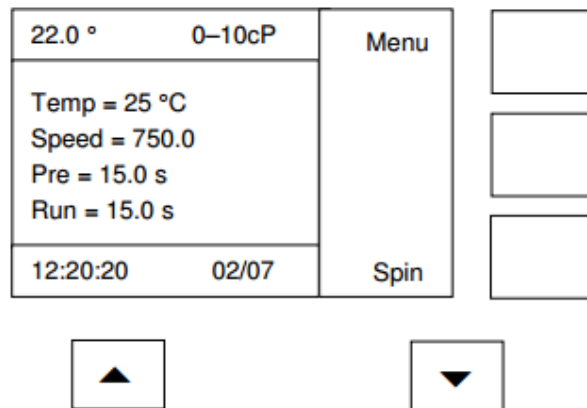 22.0 ° 0–10cP
Menu
Temp = 25 °C
Speed = 750.0
Pre = 15.0 s
Run = 15.0 s
12:20:20 02/07
Spin